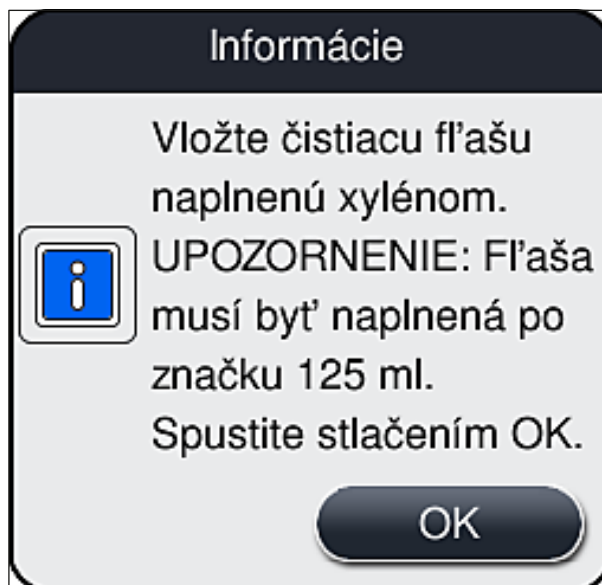 Informácie
Vložte čistiacu fľašu
naplnenú xylénom.
UPOZORNENIE: Fľaša
musí byť naplnená po
značku 125 ml.
Spustite stlačením OK.
OK